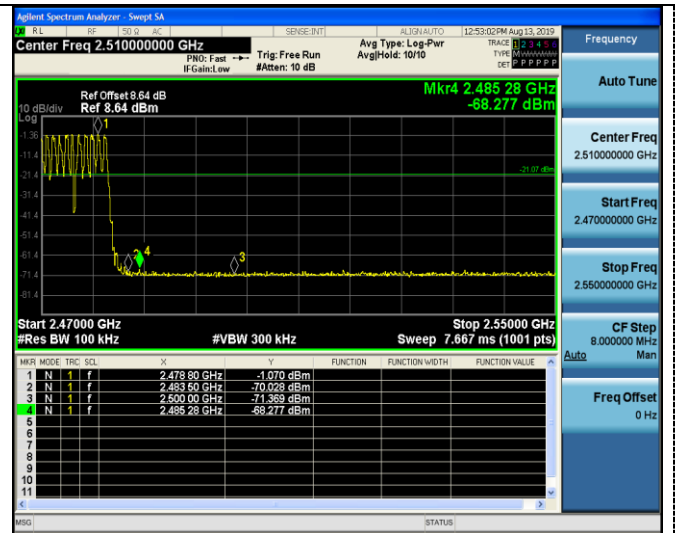 Agilent Spectrum Analyzer - Swept SA
RL RF 50 Ω AC SENSE:INT ALIGN AUTO 12:53:02 PM Aug 13, 2019
Center Freq 2.510000000 GHz
PNO: Fast
IFGain:Low
Trig: Free Run
#Atten: 10 dB
Avg Type: Log-Pwr
Avg|Hold: 10/10
TRACE 1 2 3 4 5 6
TYPE M
DET P P P P P P
Frequency
Mkr4 2.485 28 GHz
-68.277 dBm
Ref Offset 8.64 dB
10 dB/div Ref 8.64 dBm
Log
-1.36
-11.4
-21.4
-31.4
-41.4
-51.4
-61.4
-71.4
-81.4
1
4
3
-21.07 dBm
Start 2.47000 GHz Stop 2.55000 GHz
#Res BW 100 kHz #VBW 300 kHz Sweep 7.667 ms (1001 pts)
MKR MODE TRC SCL X Y FUNCTION FUNCTION WIDTH FUNCTION VALUE
1 N 1 f 2.478 80 GHz -1.070 dBm
2 N 1 f 2.483 50 GHz -70.028 dBm
3 N 1 f 2.500 00 GHz -71.369 dBm
4 N 1 f 2.485 28 GHz -68.277 dBm
5
6
7
8
9
10
11
MSG STATUS
Auto Tune
Center Freq
2.510000000 GHz
Start Freq
2.470000000 GHz
Stop Freq
2.550000000 GHz
CF Step
8.000000 MHz
Auto Man
Freq Offset
0 Hz